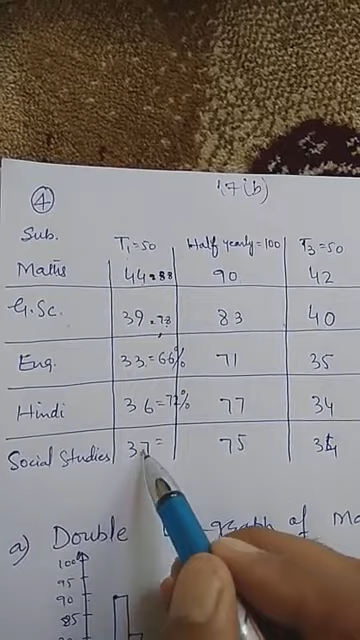 17(b)
4
Sub. T₁=50 Half yearly=100 T₃=50
Maths 44=88 90 42
G.Sc. 39=78 83 40
Eng. 33=66% 71 35
Hindi 36=72% 77 34
Social Studies 37= 75
a) Double graph of
100
95
90
85